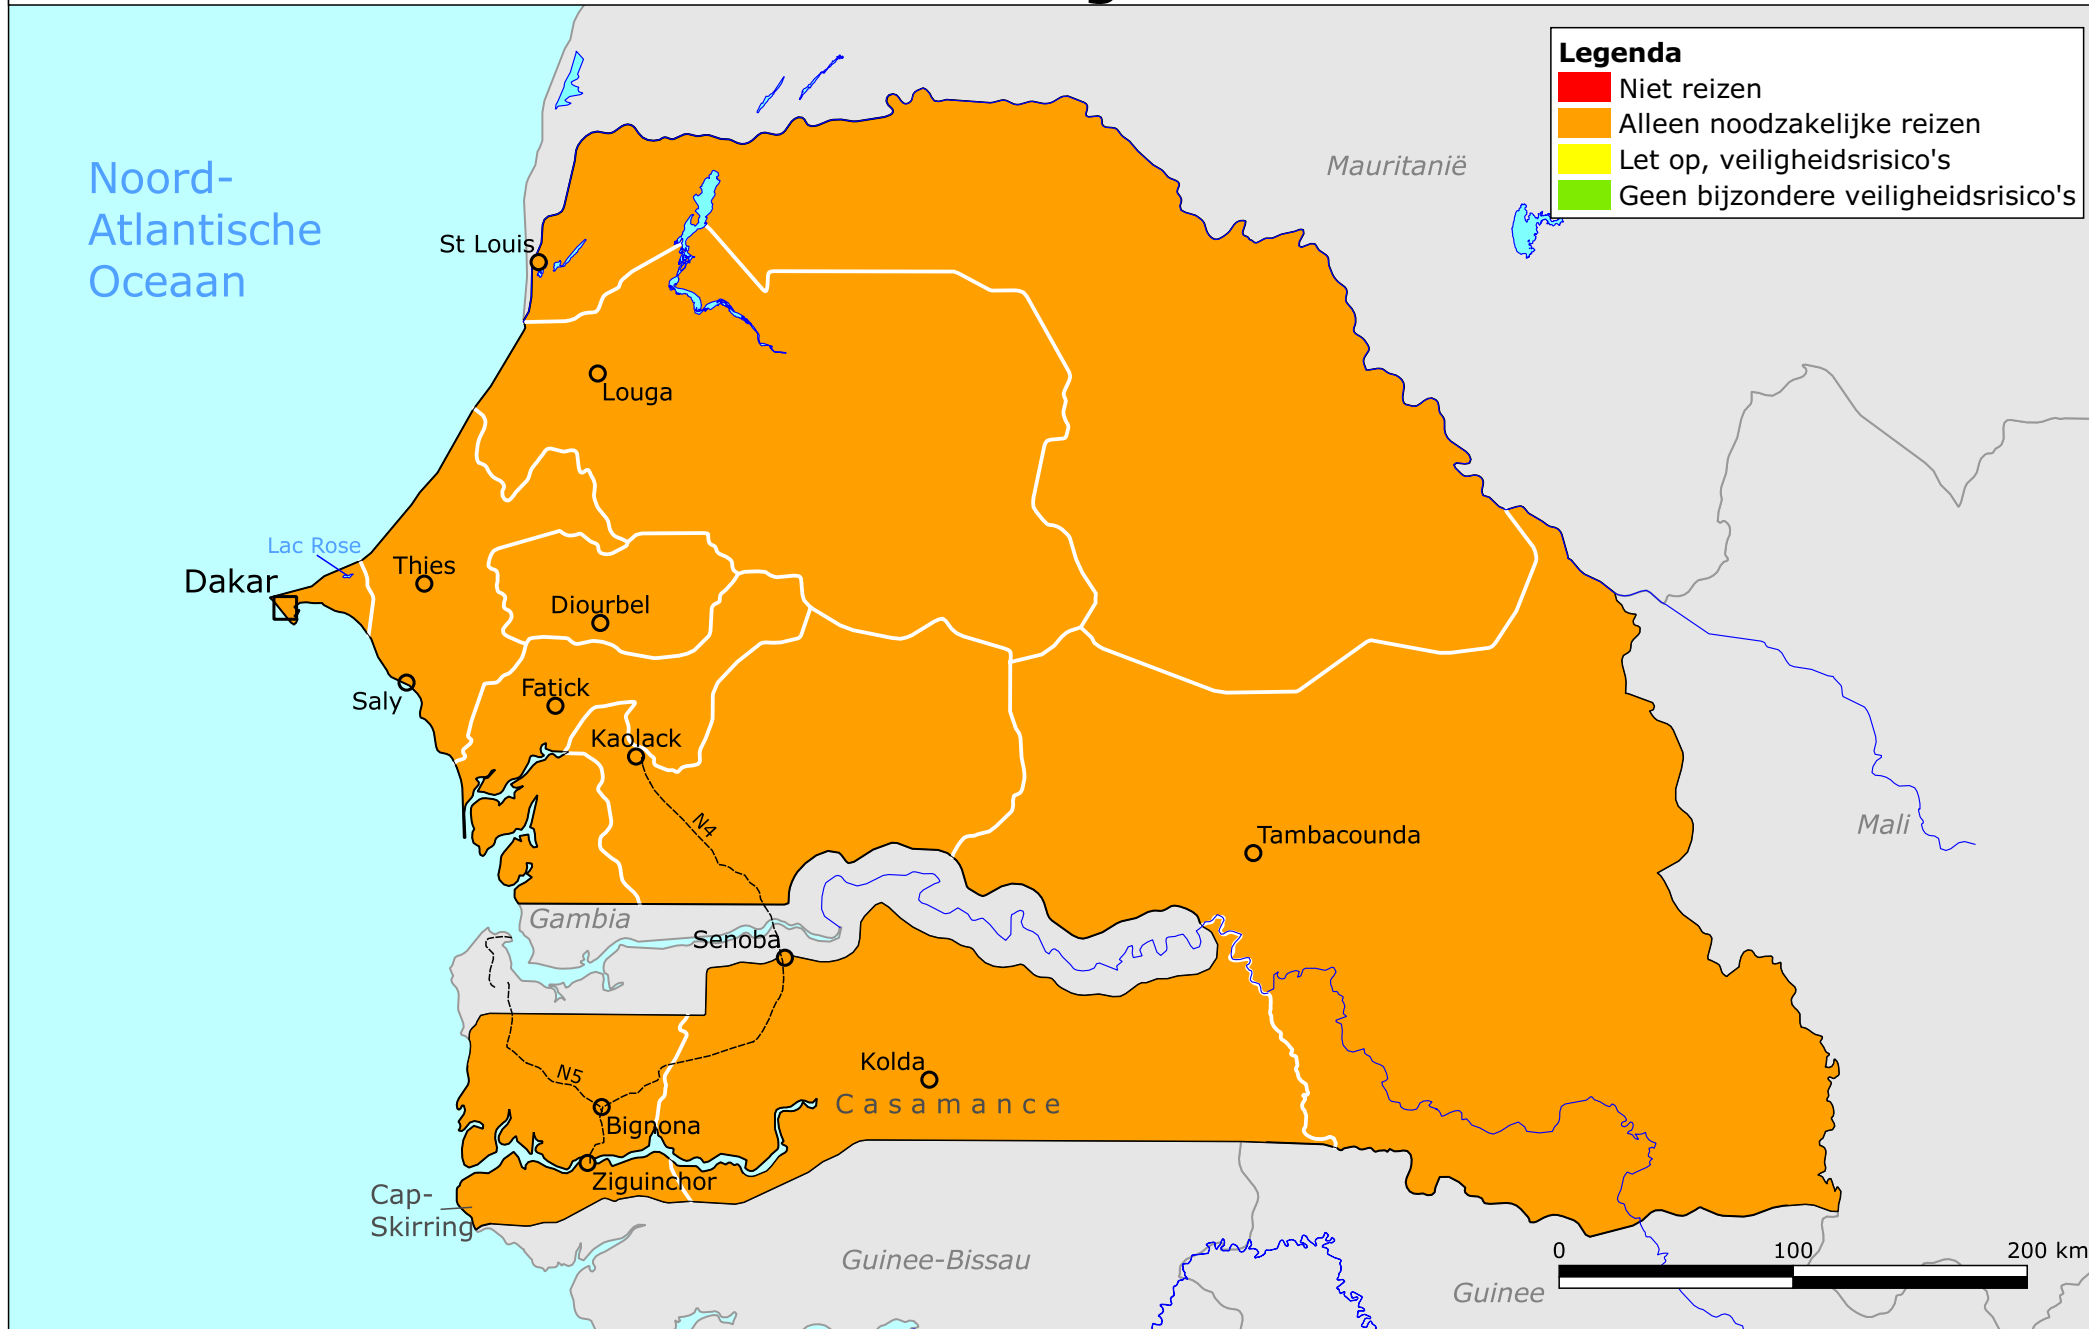 Legenda
Niet reizen
Alleen noodzakelijke reizen
Let op, veiligheidsrisico's
Geen bijzondere veiligheidsrisico's
Mauritanië
Noord-
Atlantische
Oceaan
St Louis
Louga
Lac Rose
Thies
Dakar
Diourbel
Saly
Fatick
Kaolack
N4
Tambacounda
Mali
Gambia
Senoba
Kolda
Casamance
N5
Bignona
Ziguinchor
Cap-
Skirring
Guinee-Bissau
Guinee
0 100 200 km